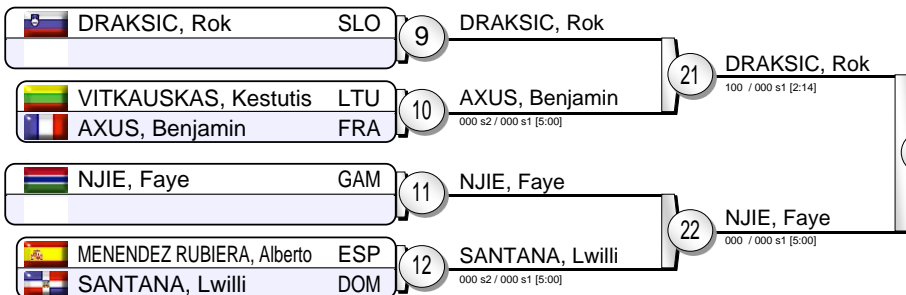 DRAKSIC, Rok SLO
9
DRAKSIC, Rok
VITKAUSKAS, Kestutis LTU
AXUS, Benjamin FRA
10
AXUS, Benjamin
000 s2 / 000 s1 [5:00]
21
DRAKSIC, Rok
100 / 000 s1 [2:14]
NJIE, Faye GAM
11
NJIE, Faye
MENENDEZ RUBIERA, Alberto ESP
SANTANA, Lwilli DOM
12
SANTANA, Lwilli
000 s2 / 000 s1 [5:00]
22
NJIE, Faye
000 / 000 s1 [5:00]